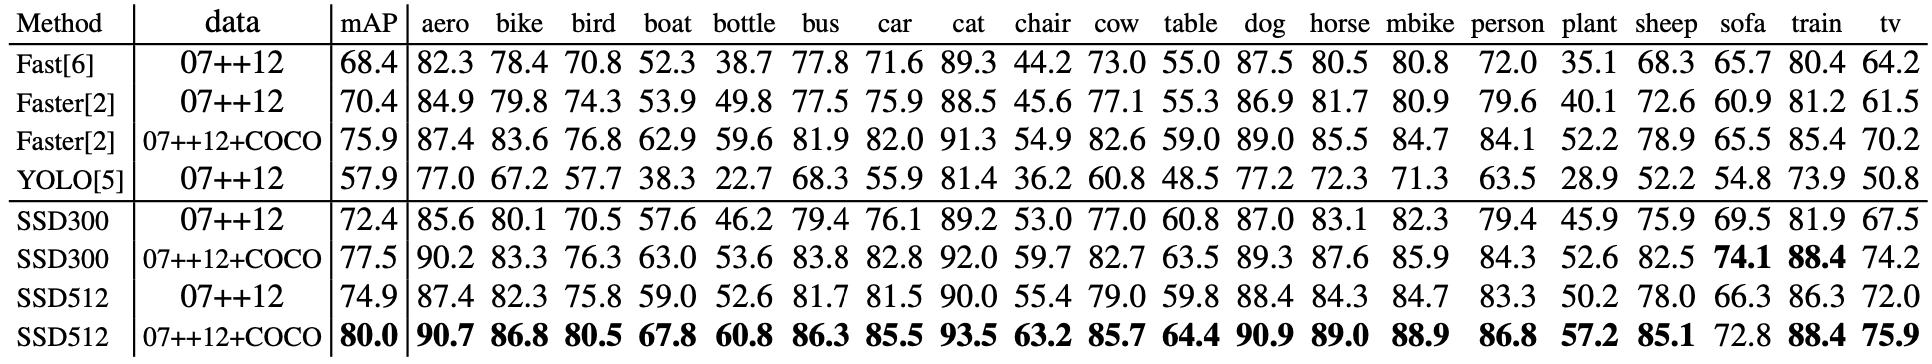 Method data mAP aero bike bird boat bottle bus car cat chair cow table dog horse mbike person plant sheep sofa train tv
Fast[6] 07++12 68.4 82.3 78.4 70.8 52.3 38.7 77.8 71.6 89.3 44.2 73.0 55.0 87.5 80.5 80.8 72.0 35.1 68.3 65.7 80.4 64.2
Faster[2] 07++12 70.4 84.9 79.8 74.3 53.9 49.8 77.5 75.9 88.5 45.6 77.1 55.3 86.9 81.7 80.9 79.6 40.1 72.6 60.9 81.2 61.5
Faster[2] 07++12+COCO 75.9 87.4 83.6 76.8 62.9 59.6 81.9 82.0 91.3 54.9 82.6 59.0 89.0 85.5 84.7 84.1 52.2 78.9 65.5 85.4 70.2
YOLO[5] 07++12 57.9 77.0 67.2 57.7 38.3 22.7 68.3 55.9 81.4 36.2 60.8 48.5 77.2 72.3 71.3 63.5 28.9 52.2 54.8 73.9 50.8
SSD300 07++12 72.4 85.6 80.1 70.5 57.6 46.2 79.4 76.1 89.2 53.0 77.0 60.8 87.0 83.1 82.3 79.4 45.9 75.9 69.5 81.9 67.5
SSD300 07++12+COCO 77.5 90.2 83.3 76.3 63.0 53.6 83.8 82.8 92.0 59.7 82.7 63.5 89.3 87.6 85.9 84.3 52.6 82.5 74.1 88.4 74.2
SSD512 07++12 74.9 87.4 82.3 75.8 59.0 52.6 81.7 81.5 90.0 55.4 79.0 59.8 88.4 84.3 84.7 83.3 50.2 78.0 66.3 86.3 72.0
SSD512 07++12+COCO 80.0 90.7 86.8 80.5 67.8 60.8 86.3 85.5 93.5 63.2 85.7 64.4 90.9 89.0 88.9 86.8 57.2 85.1 72.8 88.4 75.9